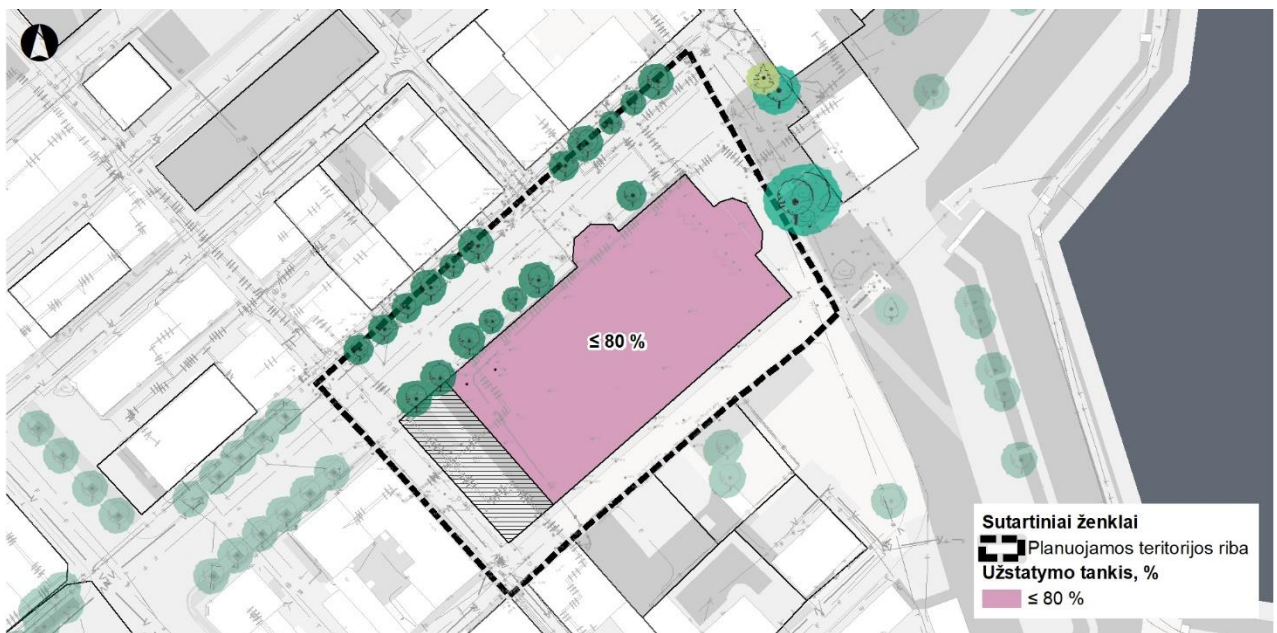 ≤ 80 %
Sutartiniai ženklai
Planuojamos teritorijos riba
Užstatymo tankis, %
≤ 80 %